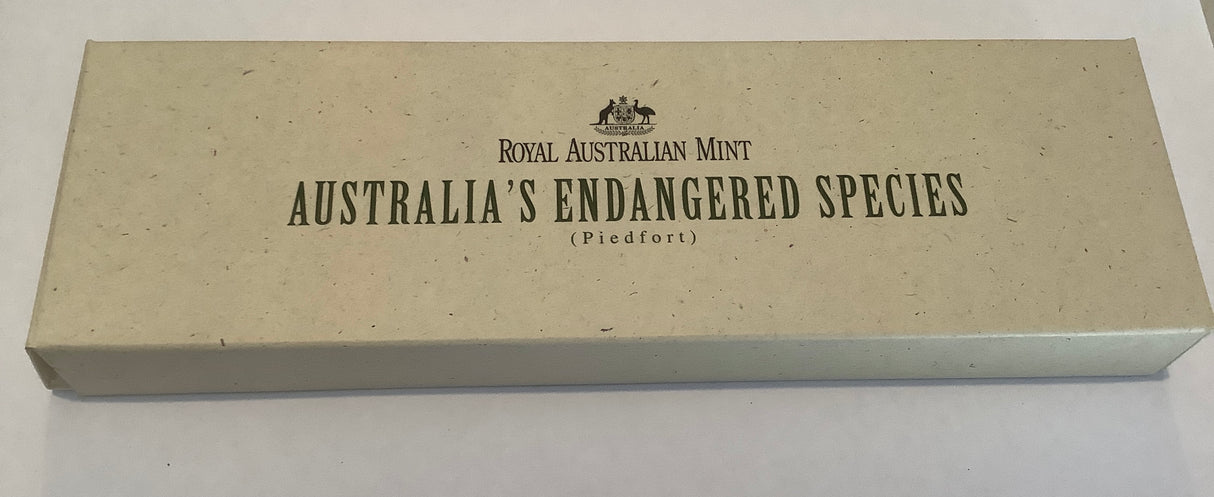 AUSTRALIA
ROYAL AUSTRALIAN MINT
AUSTRALIA'S ENDANGERED SPECIES
(Piedfort)